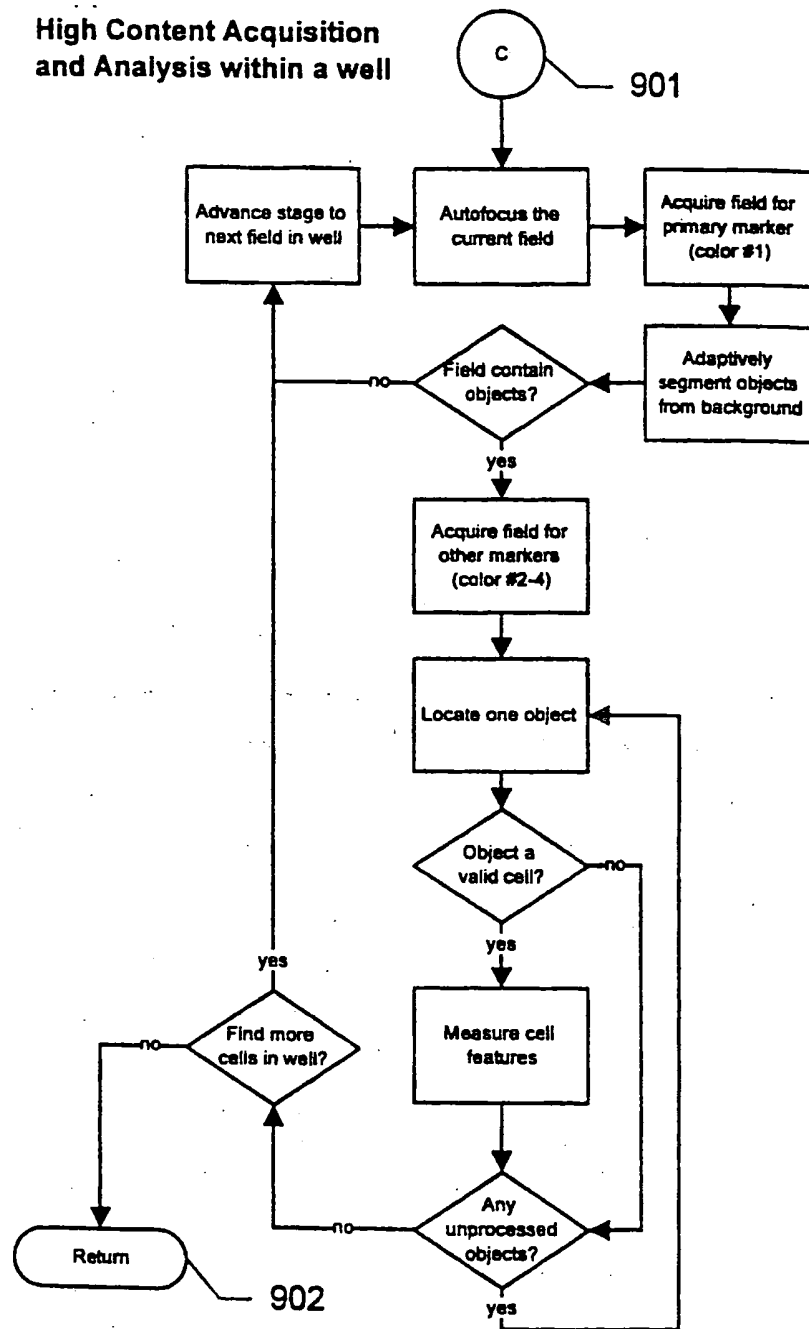 High Content Acquisition
and Analysis within a well
C
901
Advance stage to
next field in well
Autofocus the
current field
Acquire field for
primary marker
(color #1)
Adaptively
segment objects
from background
Field contain
objects?
no
yes
Acquire field for
other markers
(color #2-4)
Locate one object
Object a
valid cell?
no
yes
Measure cell
features
yes
Find more
cells in well?
no
Any
unprocessed
objects?
no
yes
Return
902